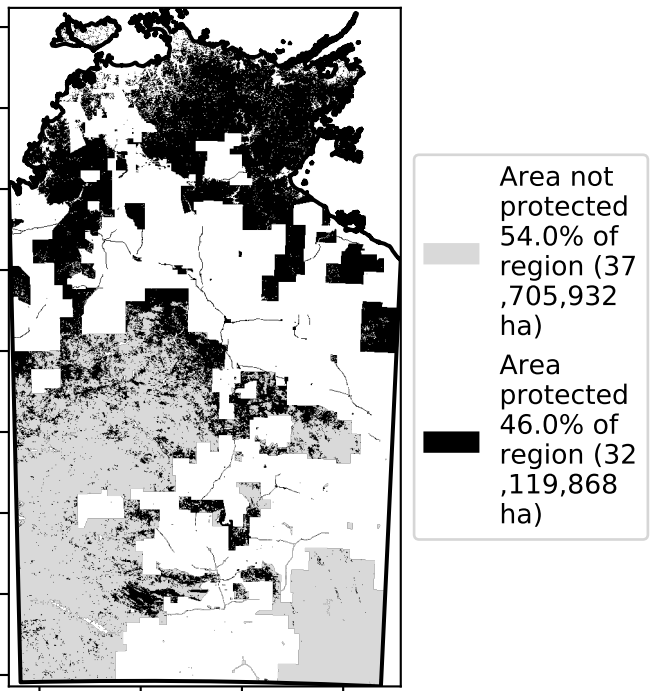 Area not
protected
54.0% of
region (37
,705,932
ha)
Area
protected
46.0% of
region (32
,119,868
ha)